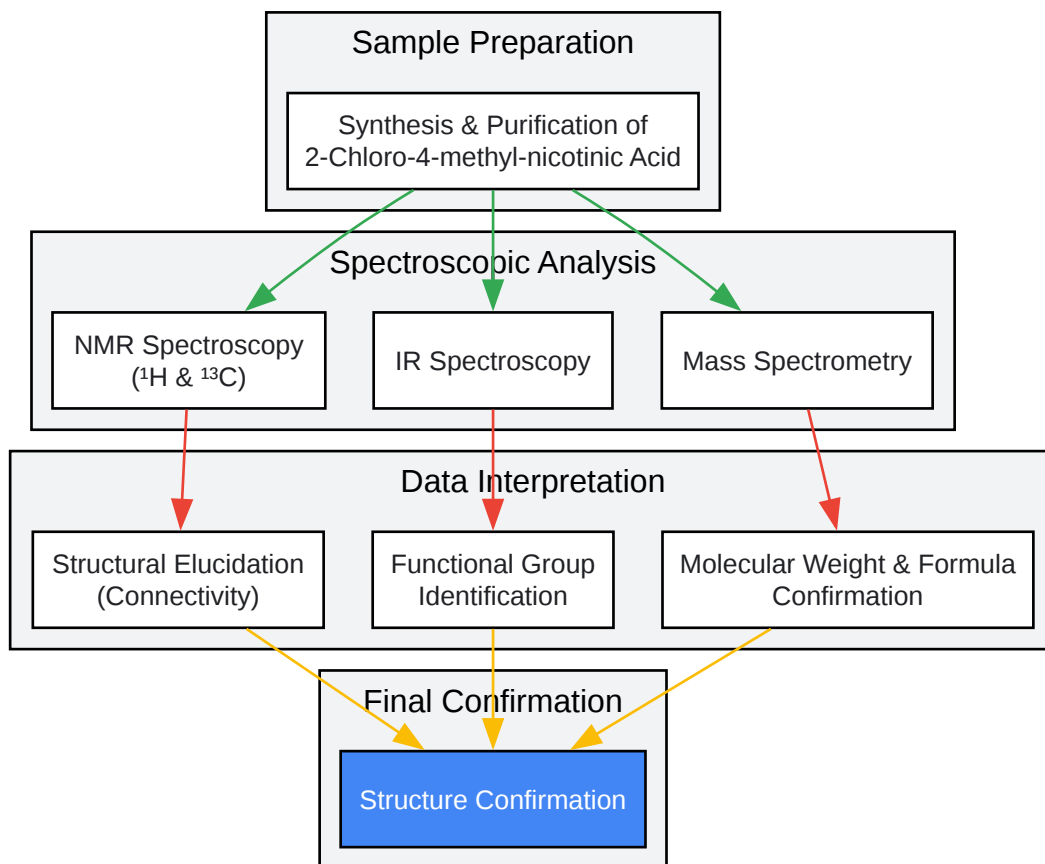 Sample Preparation
Synthesis & Purification of
2-Chloro-4-methyl-nicotinic Acid
Spectroscopic Analysis
NMR Spectroscopy
(¹H & ¹³C)
IR Spectroscopy
Mass Spectrometry
Data Interpretation
Structural Elucidation
(Connectivity)
Functional Group
Identification
Molecular Weight & Formula
Confirmation
Final Confirmation
Structure Confirmation